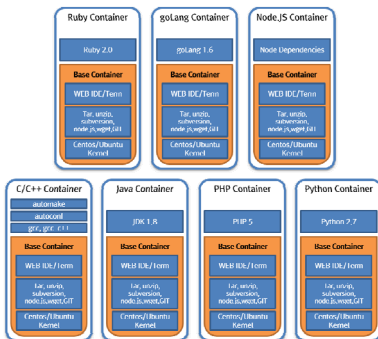 Ruby Container
Ruby 2.0
Base Container
WEB IDE/Term
Tar, unzip,
subversion,
node.js,wget,GIT
Centos/Ubuntu
Kernel
goLang Container
goLang 1.6
Base Container
WEB IDE/Term
Tar, unzip,
subversion,
node.js,wget,GIT
Centos/Ubuntu
Kernel
Node.JS Container
Node Dependencies
Base Container
WEB IDE/Term
Tar, unzip,
subversion,
node.js,wget,GIT
Centos/Ubuntu
Kernel
C/C++ Container
automake
autoconf
gcc, gcc c++
Base Container
WEB IDE/Term
Tar, unzip,
subversion,
node.js,wget,GIT
Centos/Ubuntu
Kernel
Java Container
JDK 1.8
Base Container
WEB IDE/Term
Tar, unzip,
subversion,
node.js,wget,GIT
Centos/Ubuntu
Kernel
PHP Container
PHP 5
Base Container
WEB IDE/Term
Tar, unzip,
subversion,
node.js,wget,GIT
Centos/Ubuntu
Kernel
Python Container
Python 2.7
Base Container
WEB IDE/Term
Tar, unzip,
subversion,
node.js,wget,GIT
Centos/Ubuntu
Kernel